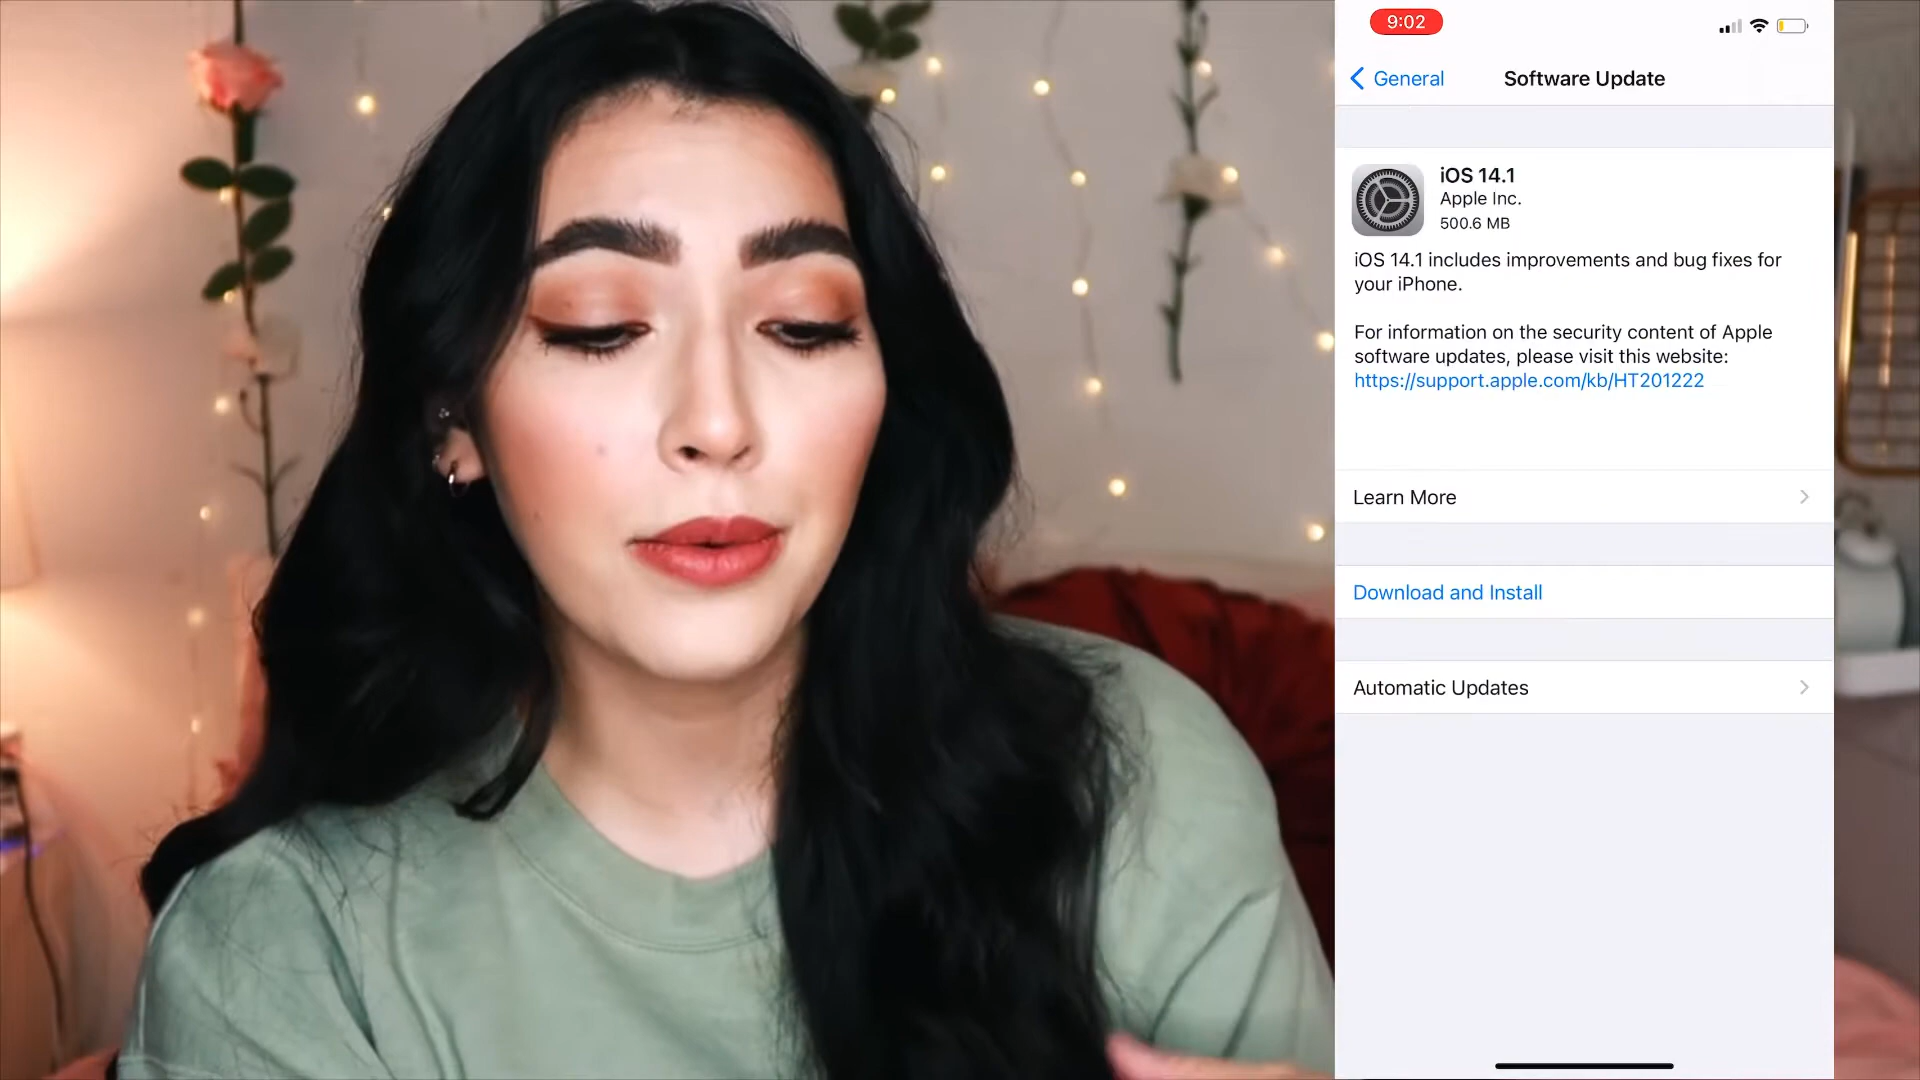 9:02
General
Software Update
iOS 14.1
Apple Inc.
500.6 MB
iOS 14.1 includes improvements and bug fixes for
your iPhone.
For information on the security content of Apple
software updates, please visit this website:
https://support.apple.com/kb/HT201222
Learn More
Download and Install
Automatic Updates